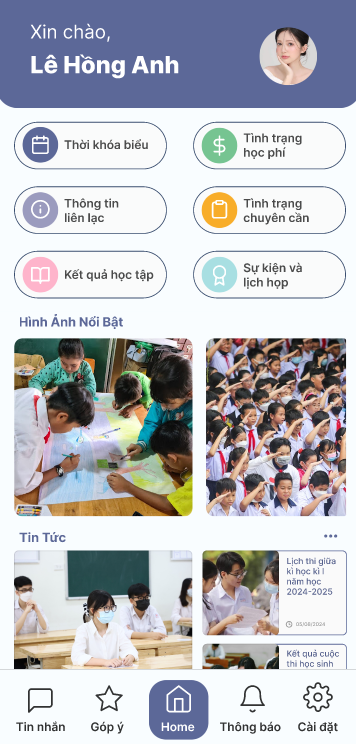 Xin chào,
Lê Hồng Anh
Thời khóa biểu
Tình trạng
học phí
Thông tin
liên lạc
Tình trạng
chuyên cần
Kết quả học tập
Sự kiện và
lịch họp
Hình Ảnh Nổi Bật
Tin Tức
Lịch thi giữa
kì học kì I
năm học
2024-2025
05/08/2024
Kết quả cuộc
thi học sinh
Tin nhắn
Góp ý
Home
Thông báo
Cài đặt